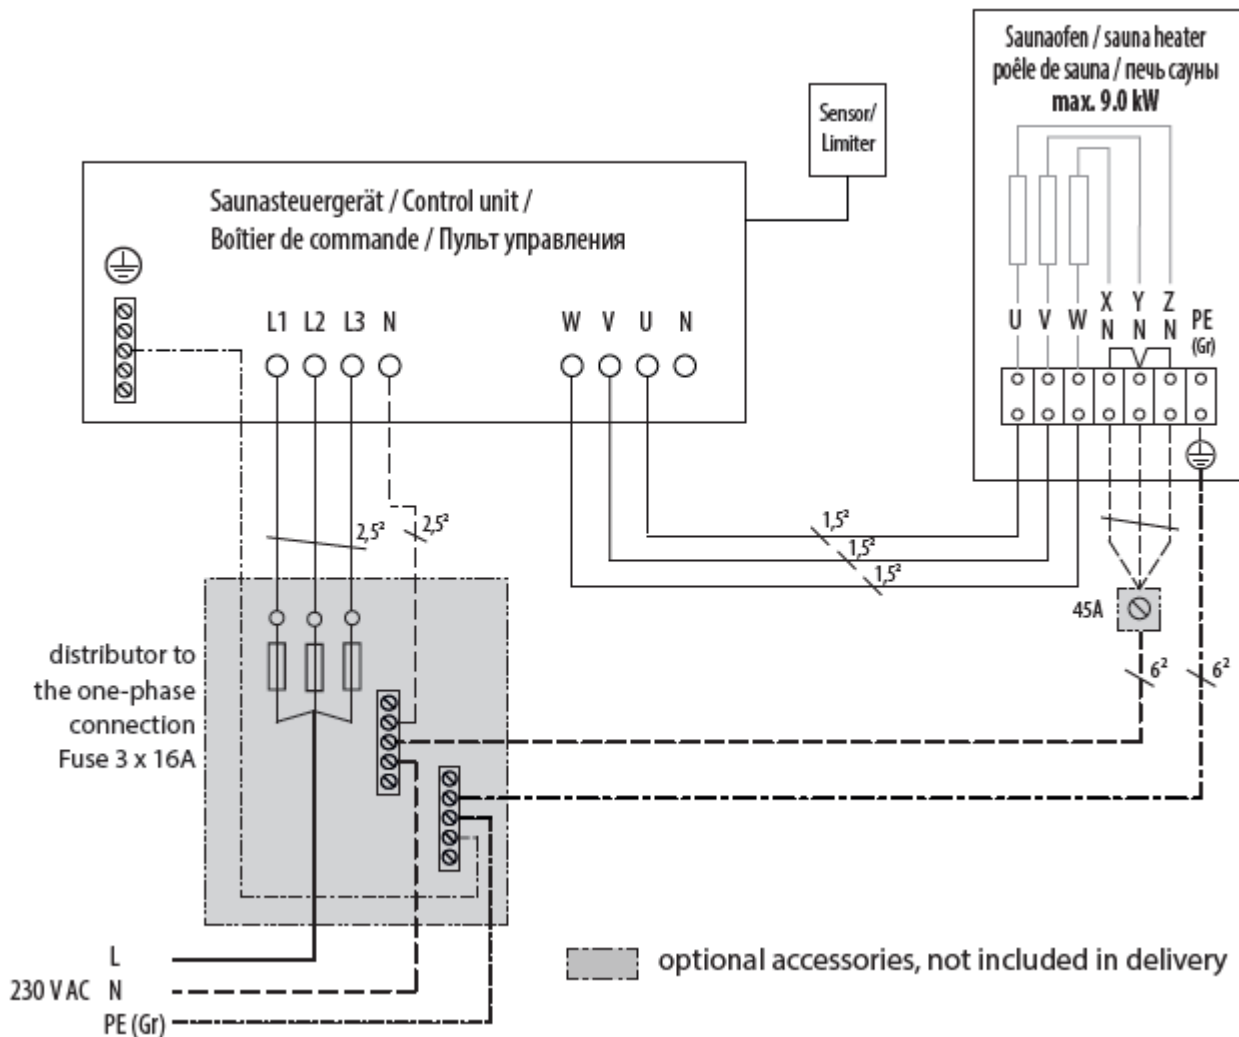 Saunaofen / sauna heater
poêle de sauna / печь сауны
max. 9.0 kW
Sensor/
Limiter
Saunasteuergerät / Control unit /
Boîtier de commande / Пульт управления
L1 L2 L3 N
W V U N
U V W
X Y Z
N N N
PE
(Gr)
2,5²
2,5²
1,5²
1,5²
1,5²
45A
6²
6²
distributor to
the one-phase
connection
Fuse 3 x 16A
L
230 V AC N
PE (Gr)
optional accessories, not included in delivery